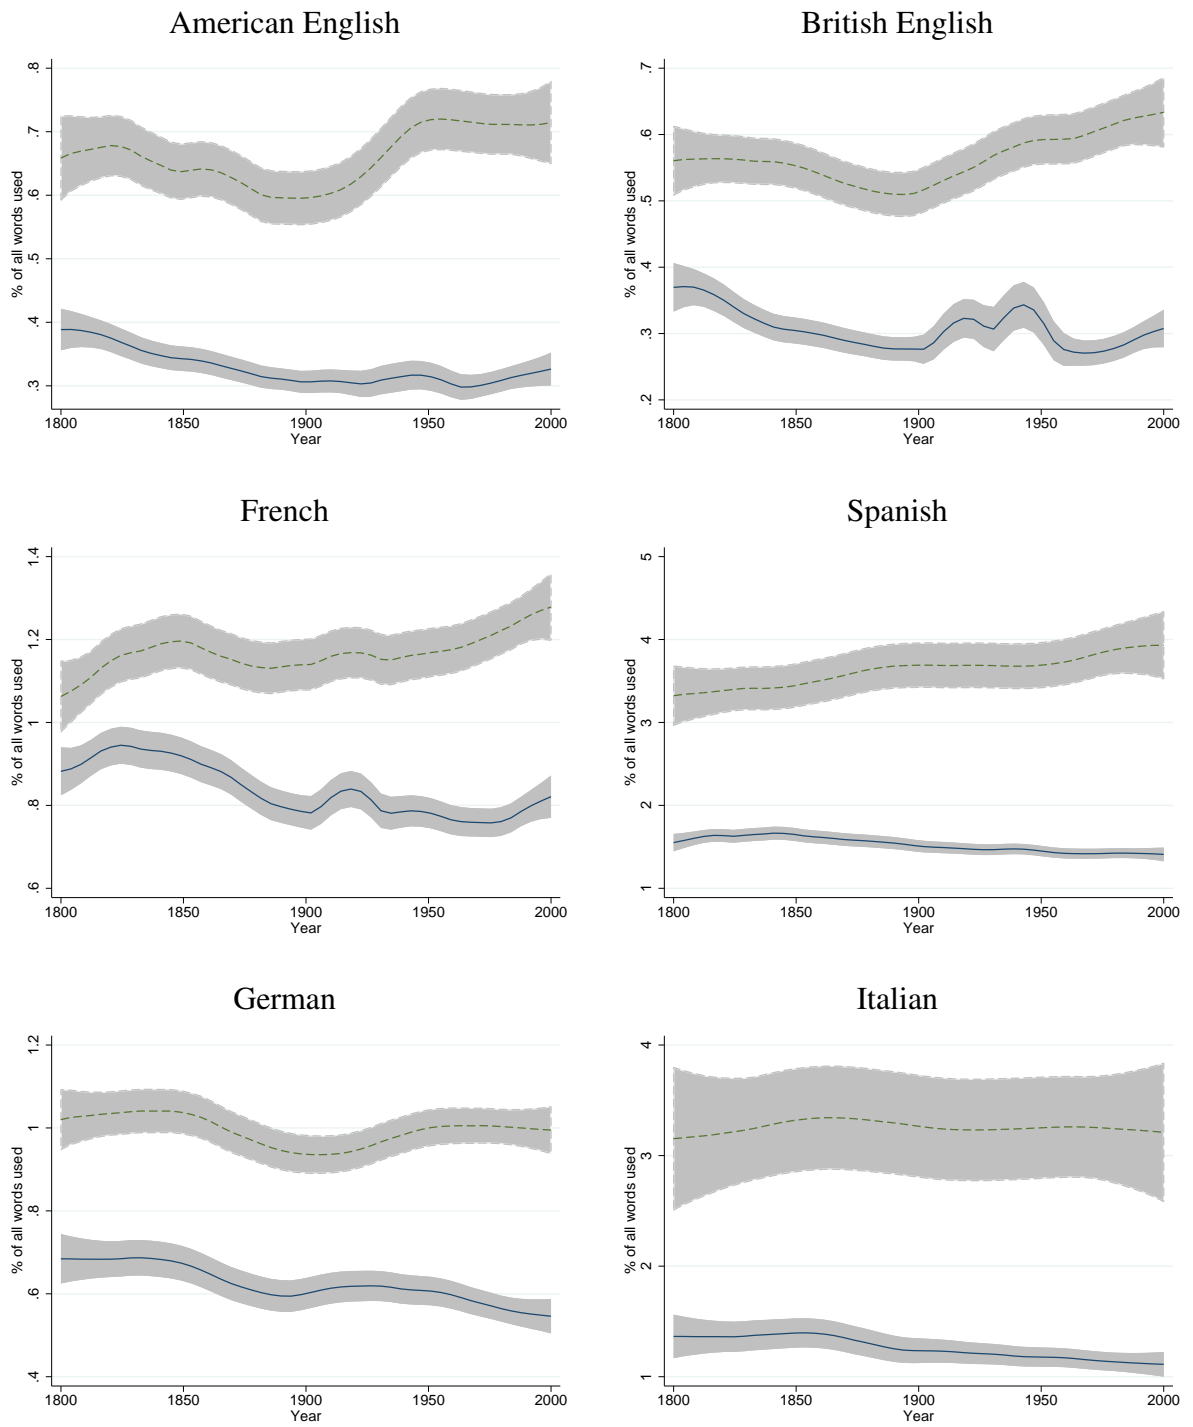 American English
% of all words used
.8
.7
.6
.5
.4
.3
1800 1850 1900 1950 2000
Year
British English
% of all words used
.7
.6
.5
.4
.3
.2
1800 1850 1900 1950 2000
Year
French
% of all words used
1.4
1.2
1
.8
.6
1800 1850 1900 1950 2000
Year
Spanish
% of all words used
5
4
3
2
1
1800 1850 1900 1950 2000
Year
German
% of all words used
1.2
1
.8
.6
.4
1800 1850 1900 1950 2000
Year
Italian
% of all words used
4
3
2
1
1800 1850 1900 1950 2000
Year